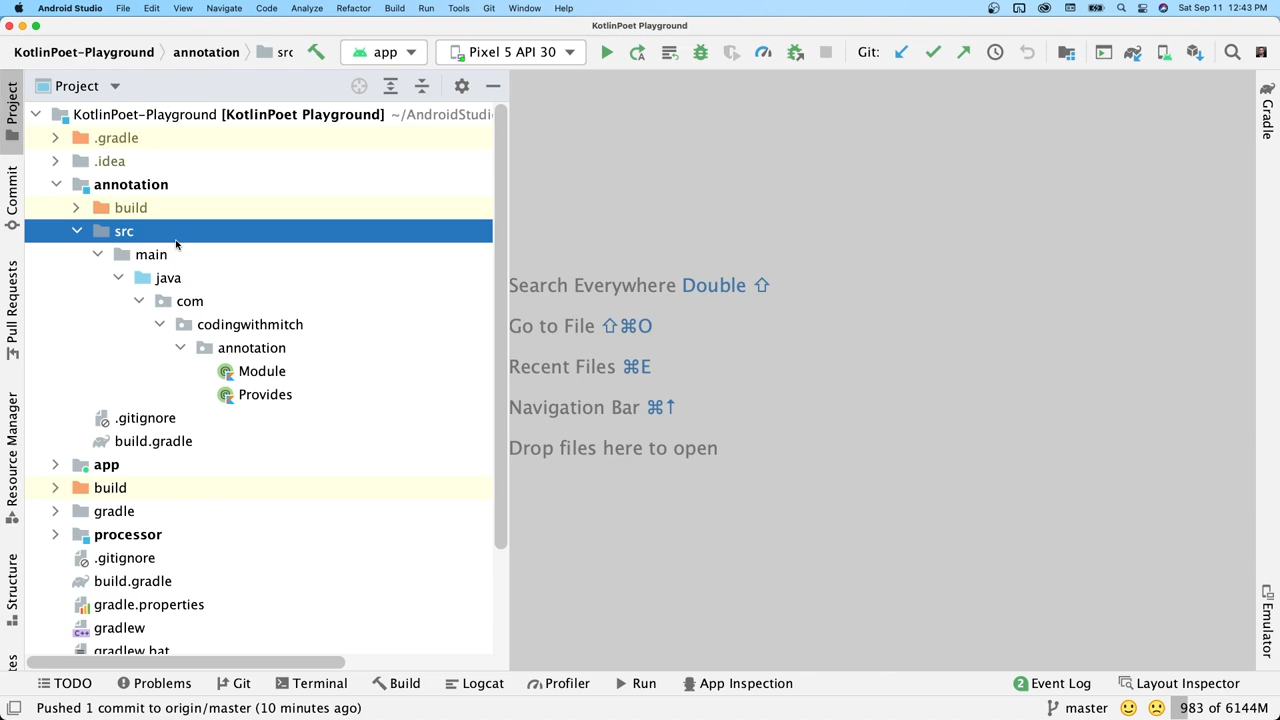 Android Studio File Edit View Navigate Code Analyze Refactor Build Run Tools Git Window Help Sat Sep 11 12:43 PM
KotlinPoet Playground
KotlinPoet-Playground annotation src app Pixel 5 API 30 Git:
Project
KotlinPoet-Playground [KotlinPoet Playground] ~/AndroidStudi
.gradle
.idea
annotation
build
src
main
java
com
codingwithmitch
annotation
Module
Provides
.gitignore
build.gradle
app
build
gradle
processor
.gitignore
build.gradle
gradle.properties
gradlew
gradlew.bat
Project
Commit
Pull Requests
Resource Manager
Structure
Search Everywhere Double ⇧
Go to File ⇧⌘O
Recent Files ⌘E
Navigation Bar ⌘↑
Drop files here to open
Gradle
Emulator
TODO Problems Git Terminal Build Logcat Profiler Run App Inspection 2 Event Log Layout Inspector
Pushed 1 commit to origin/master (10 minutes ago) master 983 of 6144M